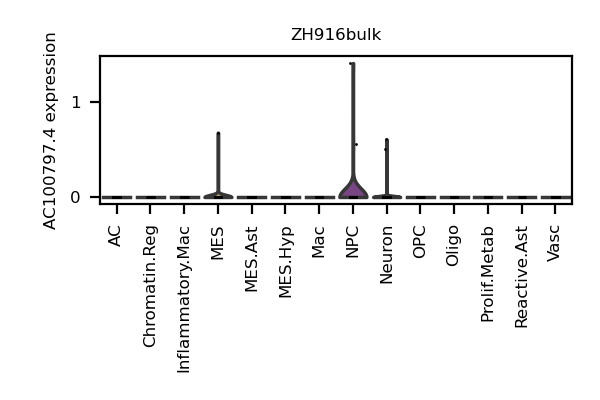 ZH916bulk
AC100797.4 expression
1
0
AC
Chromatin.Reg
Inflammatory.Mac
MES
MES.Ast
MES.Hyp
Mac
NPC
Neuron
OPC
Oligo
Prolif.Metab
Reactive.Ast
Vasc